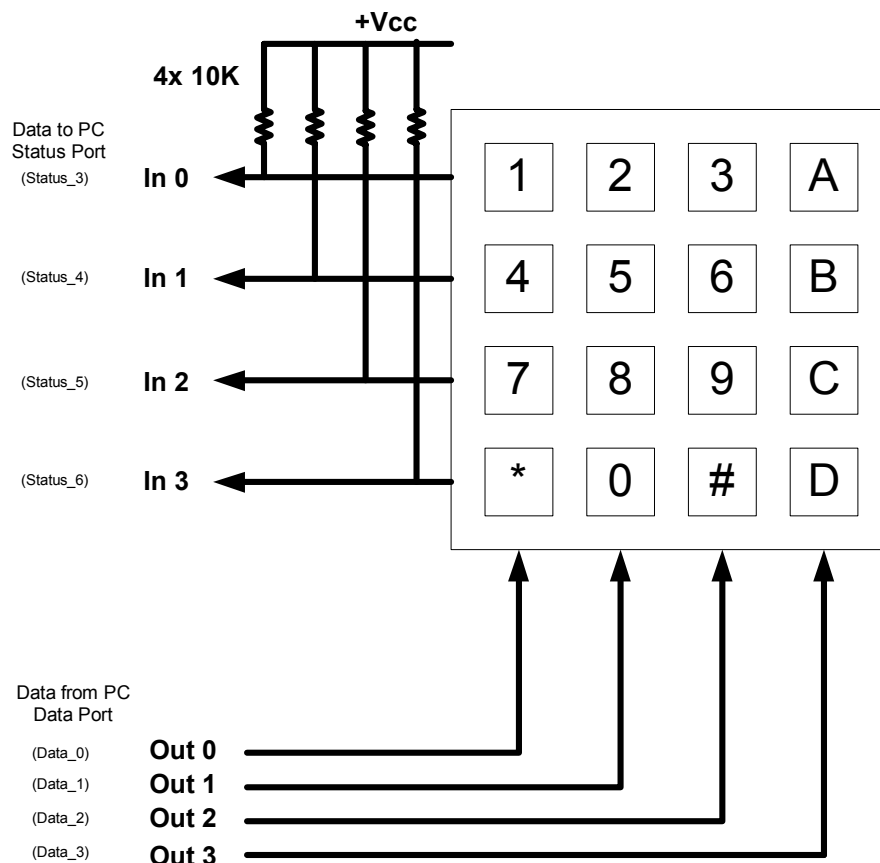 +Vcc
4x 10K
Data to PC
Status Port
(Status_3) In 0
1 2 3 A
(Status_4) In 1
4 5 6 B
(Status_5) In 2
7 8 9 C
(Status_6) In 3
* 0 # D
Data from PC
Data Port
(Data_0) Out 0
(Data_1) Out 1
(Data_2) Out 2
(Data_3) Out 3